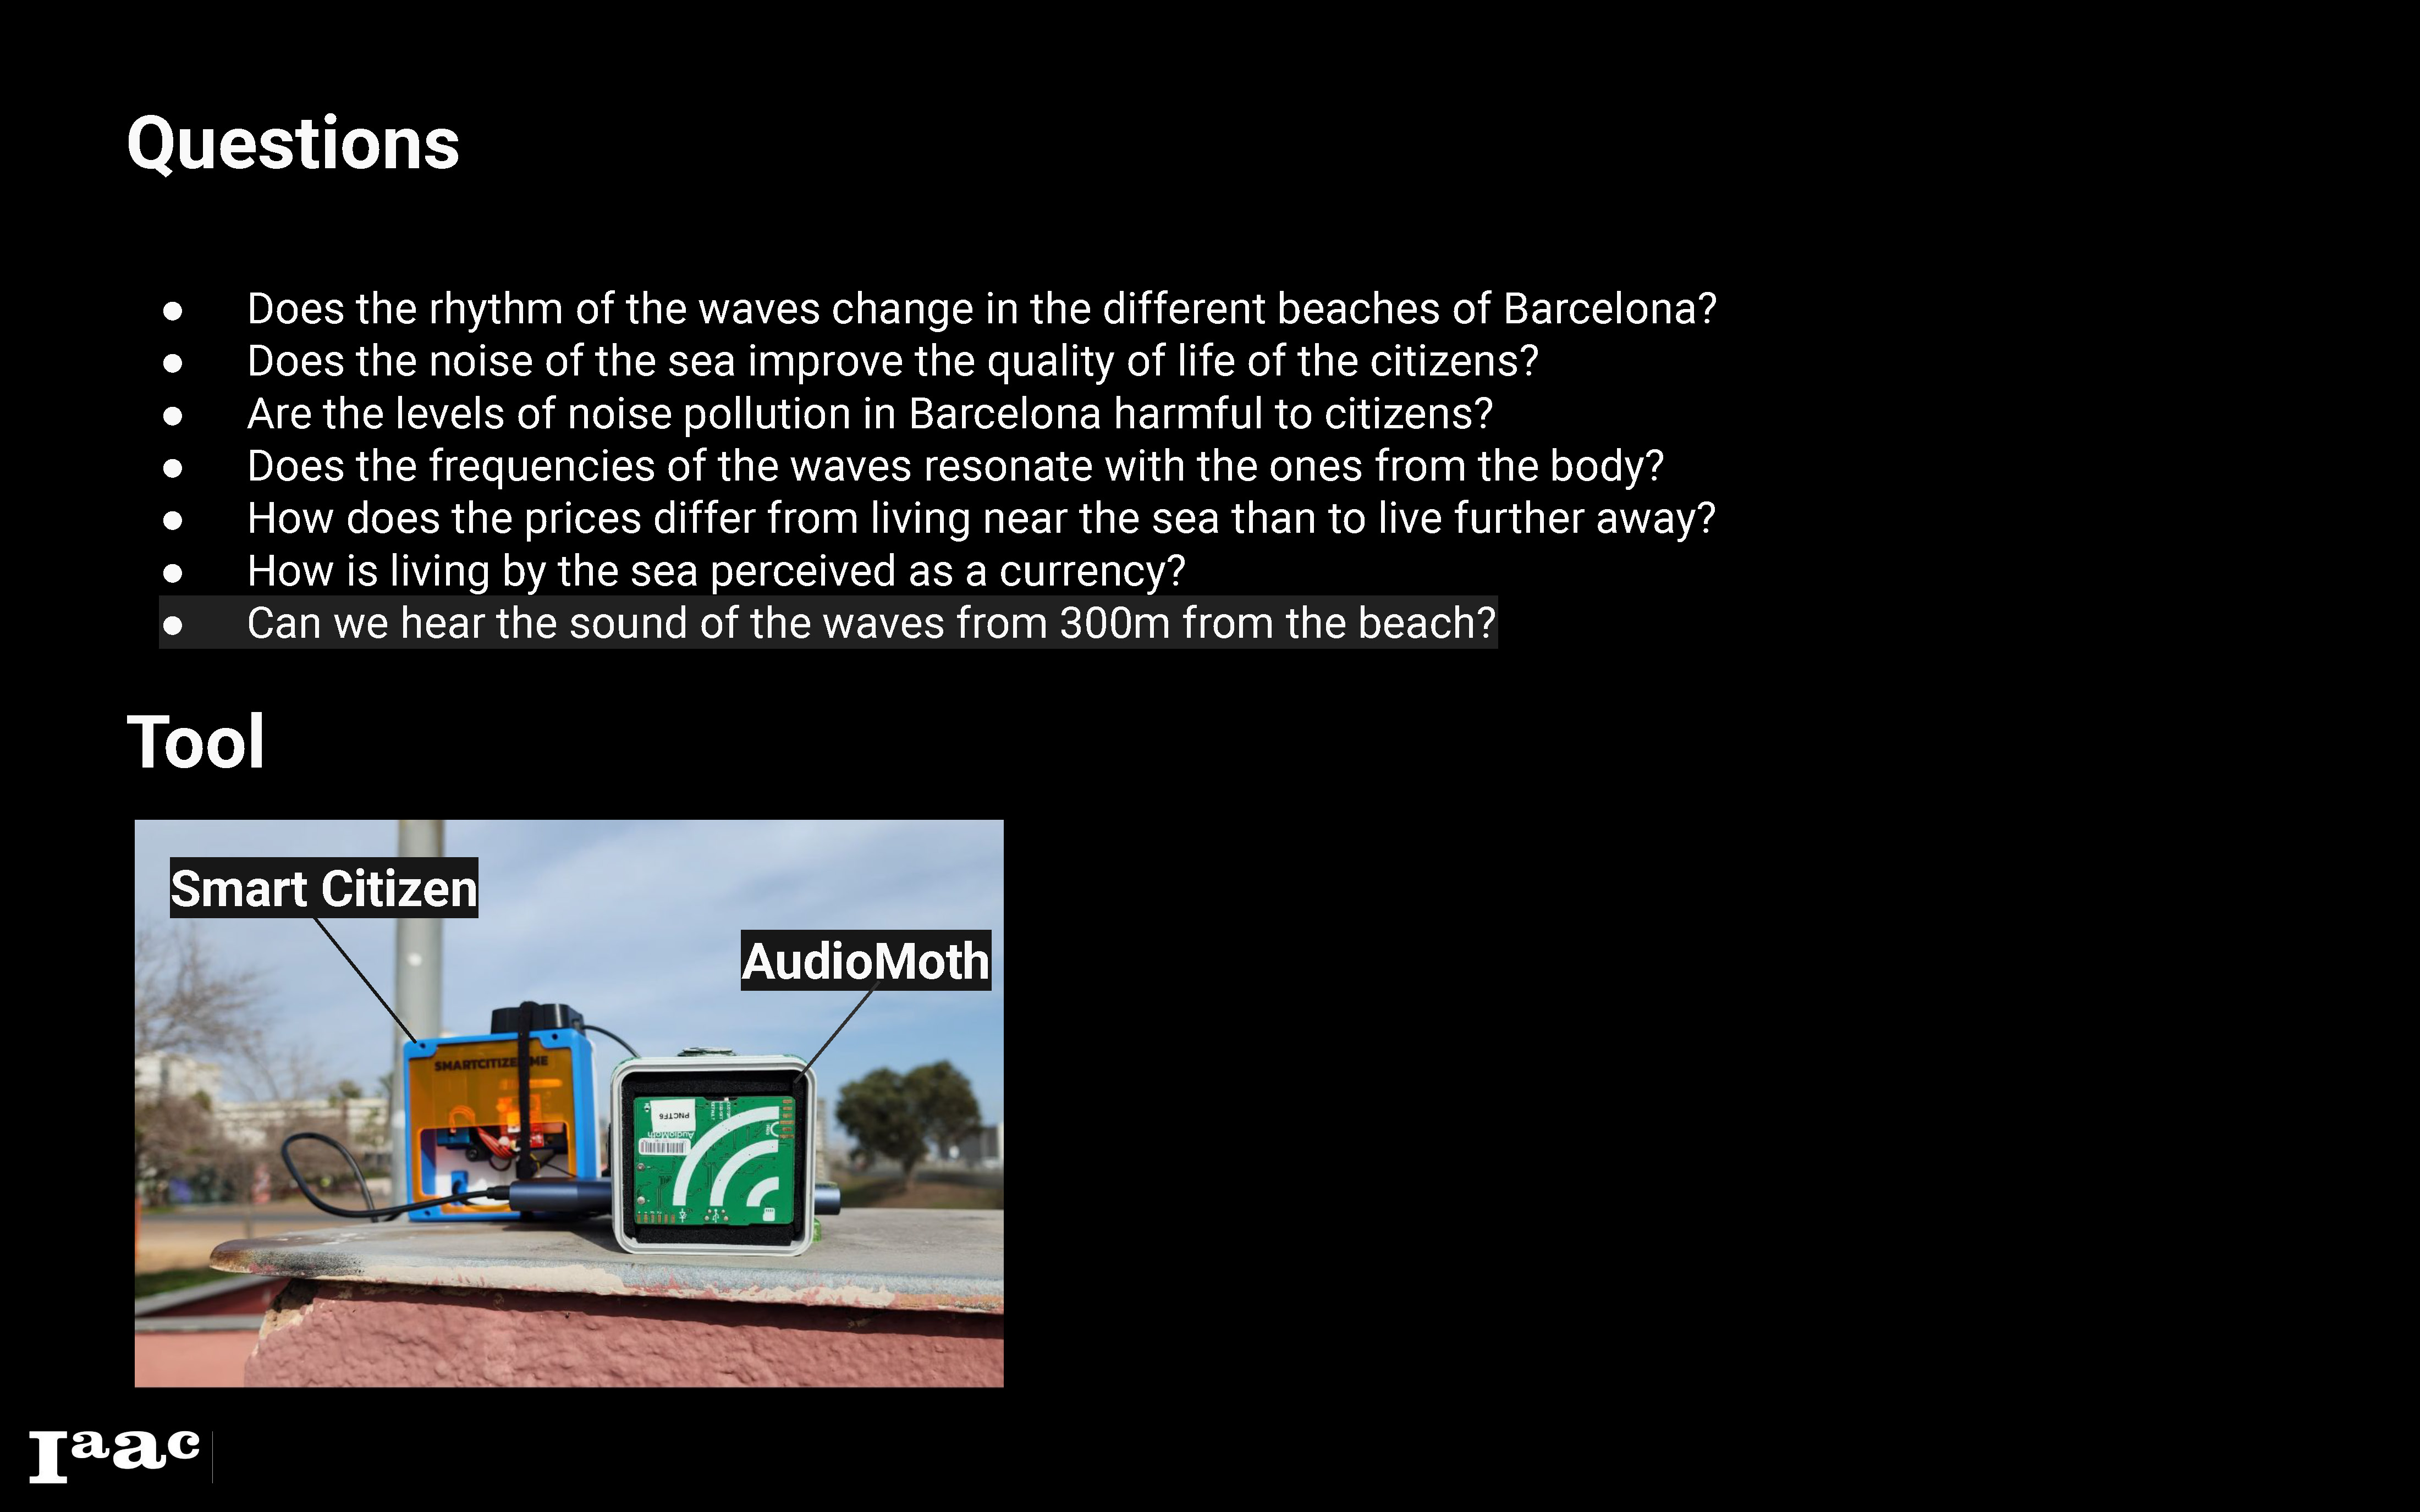 Questions
● Does the rhythm of the waves change in the different beaches of Barcelona?
● Does the noise of the sea improve the quality of life of the citizens?
● Are the levels of noise pollution in Barcelona harmful to citizens?
● Does the frequencies of the waves resonate with the ones from the body?
● How does the prices differ from living near the sea than to live further away?
● How is living by the sea perceived as a currency?
● Can we hear the sound of the waves from 300m from the beach?
Tool
Smart Citizen
AudioMoth
PNCTF6
AudioMoth
Iaac